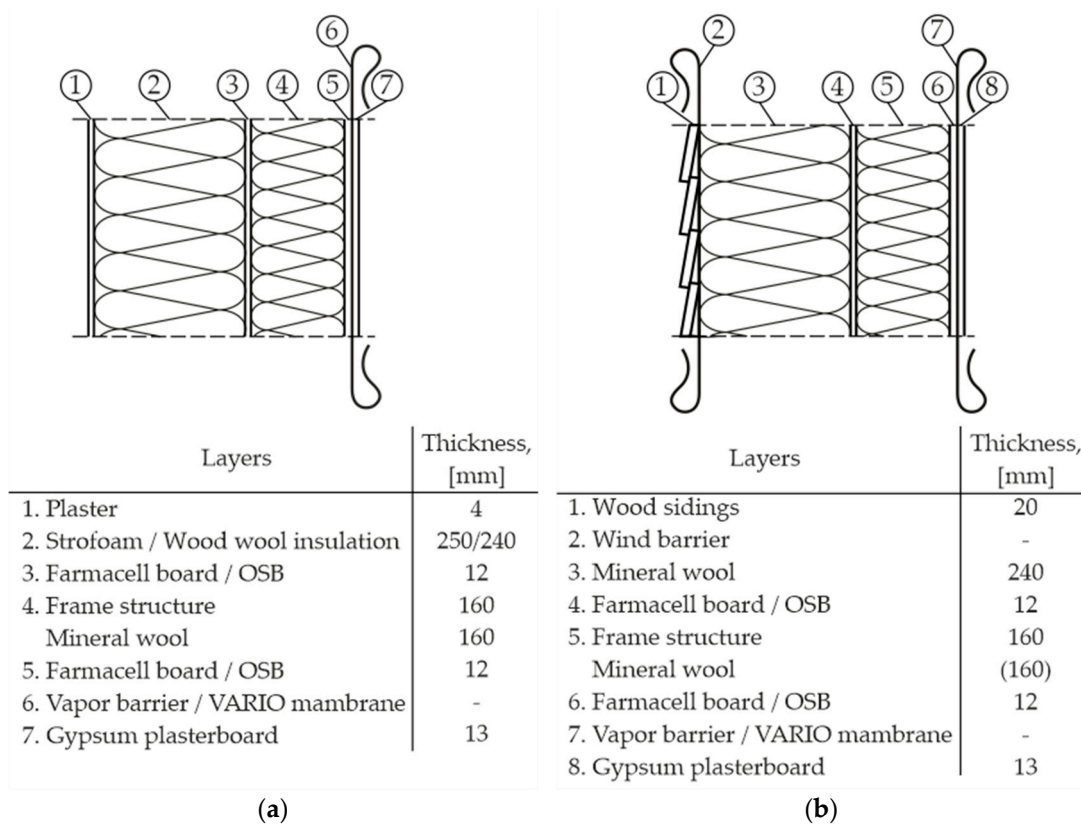 6
1 2 3 4 5 7
Layers Thickness, [mm]
1. Plaster 4
2. Strofoam / Wood wool insulation 250/240
3. Farmacell board / OSB 12
4. Frame structure 160
Mineral wool 160
5. Farmacell board / OSB 12
6. Vapor barrier / VARIO mambrane -
7. Gypsum plasterboard 13
(a)
2 7
1 3 4 5 6 8
Layers Thickness, [mm]
1. Wood sidings 20
2. Wind barrier -
3. Mineral wool 240
4. Farmacell board / OSB 12
5. Frame structure 160
Mineral wool (160)
6. Farmacell board / OSB 12
7. Vapor barrier / VARIO mambrane -
8. Gypsum plasterboard 13
(b)